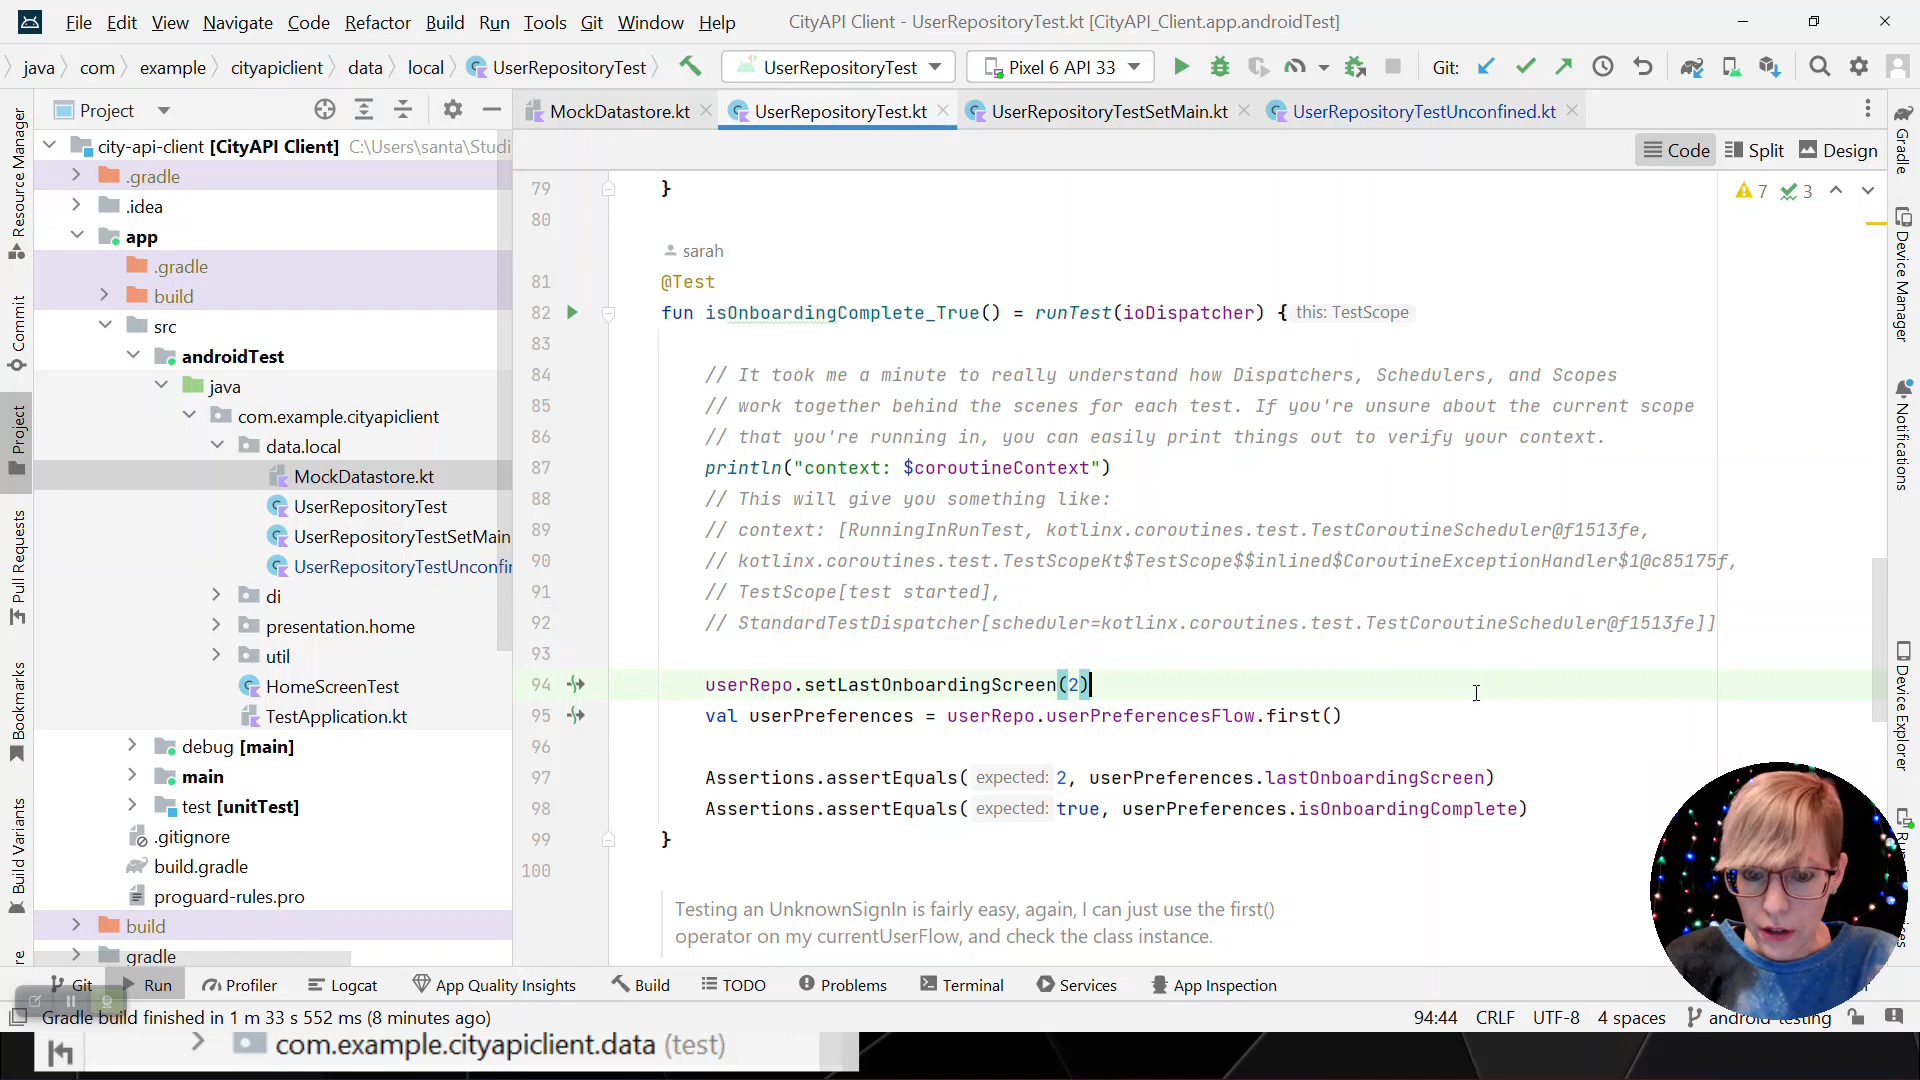 File Edit View Navigate Code Refactor Build Run Tools Git Window Help CityAPI Client - UserRepositoryTest.kt [CityAPI_Client.app.androidTest]
java com example cityapiclient data local UserRepositoryTest UserRepositoryTest Pixel 6 API 33 Git:
Project MockDatastore.kt UserRepositoryTest.kt UserRepositoryTestSetMain.kt UserRepositoryTestUnconfined.kt
Code Split Design
city-api-client [CityAPI Client] C:\Users\santa\Studi
.gradle
.idea
app
.gradle
build
src
androidTest
java
com.example.cityapiclient
data.local
MockDatastore.kt
UserRepositoryTest
UserRepositoryTestSetMain
UserRepositoryTestUnconfir
di
presentation.home
util
HomeScreenTest
TestApplication.kt
debug [main]
main
test [unitTest]
.gitignore
build.gradle
proguard-rules.pro
build
gradle
7 3
79 }
80
sarah
81 @Test
82 fun isOnboardingComplete_True() = runTest(ioDispatcher) { this: TestScope
83
84 // It took me a minute to really understand how Dispatchers, Schedulers, and Scopes
85 // work together behind the scenes for each test. If you're unsure about the current scope
86 // that you're running in, you can easily print things out to verify your context.
87 println("context: $coroutineContext")
88 // This will give you something like:
89 // context: [RunningInRunTest, kotlinx.coroutines.test.TestCoroutineScheduler@f1513fe,
90 // kotlinx.coroutines.test.TestScopeKt$TestScope$$inlined$CoroutineExceptionHandler$1@c85175f,
91 // TestScope[test started],
92 // StandardTestDispatcher[scheduler=kotlinx.coroutines.test.TestCoroutineScheduler@f1513fe]]
93
94 userRepo.setLastOnboardingScreen(2)
95 val userPreferences = userRepo.userPreferencesFlow.first()
96
97 Assertions.assertEquals( expected: 2, userPreferences.lastOnboardingScreen)
98 Assertions.assertEquals( expected: true, userPreferences.isOnboardingComplete)
99 }
100
Testing an UnknownSignIn is fairly easy, again, I can just use the first()
operator on my currentUserFlow, and check the class instance.
Resource Manager
Commit
Project
Pull Requests
Bookmarks
Build Variants
Gradle
Device Manager
Notifications
Device Explorer
Git Run Profiler Logcat App Quality Insights Build TODO Problems Terminal Services App Inspection
Gradle build finished in 1 m 33 s 552 ms (8 minutes ago) 94:44 CRLF UTF-8 4 spaces android-testing
com.example.cityapiclient.data (test)